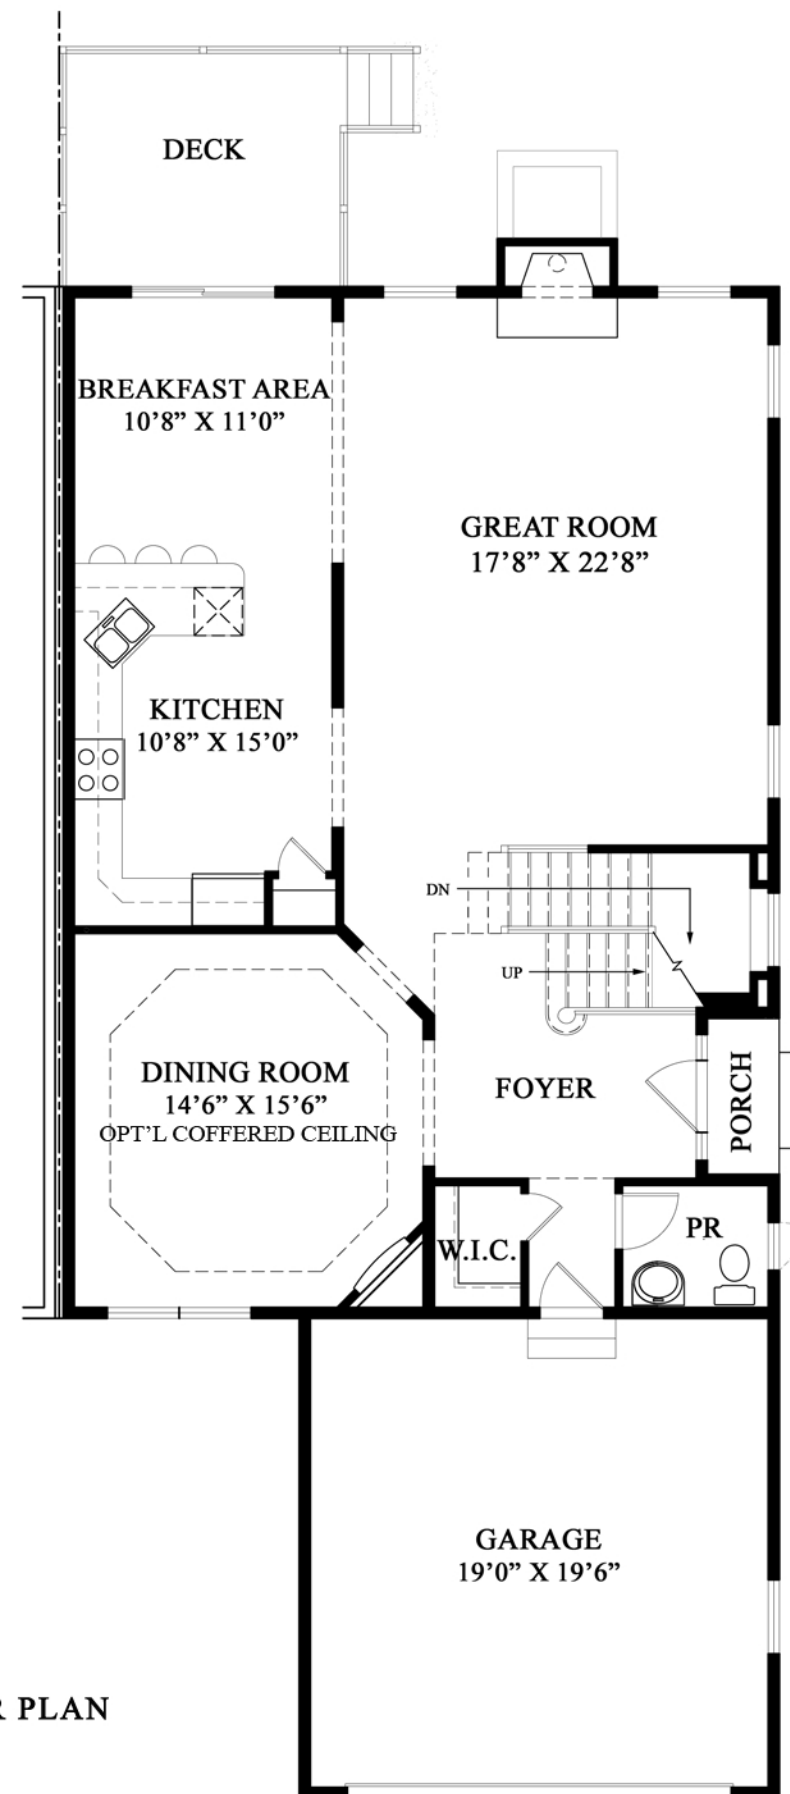 DECK
BREAKFAST AREA
10’8” X 11’0”
GREAT ROOM
17’8” X 22’8”
KITCHEN
10’8” X 15’0”
DN
UP
DINING ROOM
14’6” X 15’6”
OPT’L COFFERED CEILING
FOYER
PORCH
W.I.C.
PR
GARAGE
19’0” X 19’6”
R PLAN